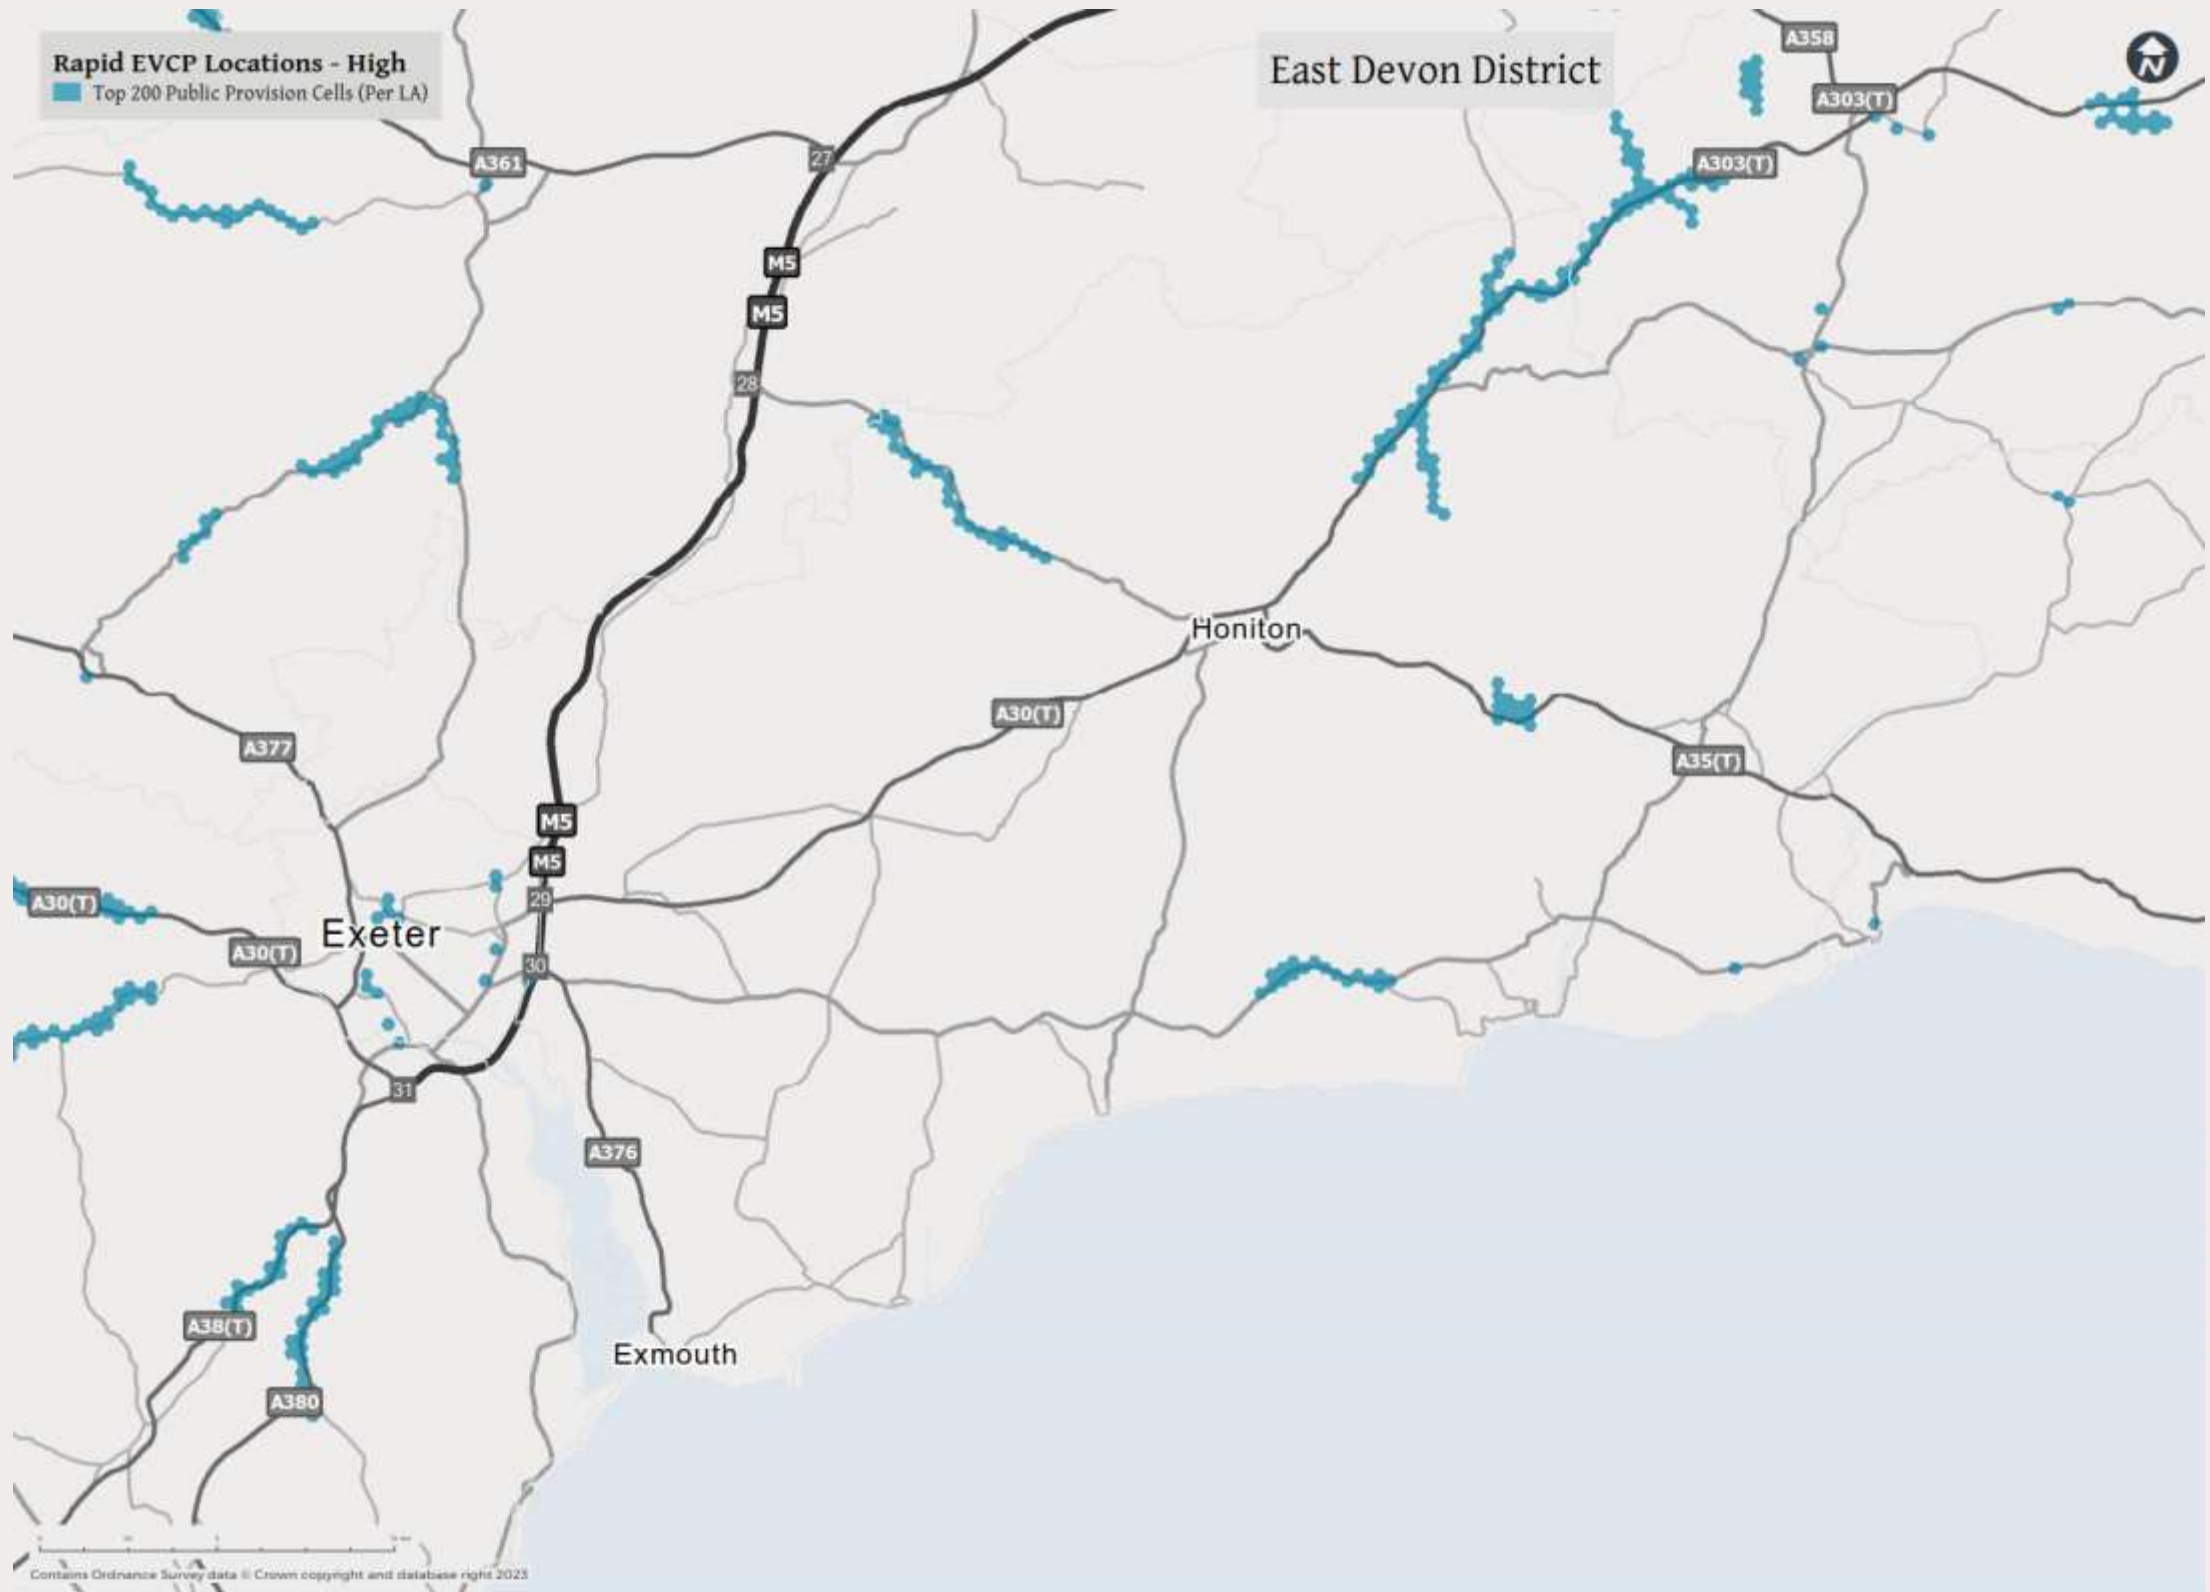 Rapid EVCP Locations - High
Top 200 Public Provision Cells (Per LA)
East Devon District
A358
N
A303(T)
A303(T)
A361
27
M5
M5
28
Honiton
A30(T)
A377
A35(T)
M5
M5
29
A30(T)
Exeter
A30(T)
30
31
A376
A38(T)
Exmouth
A380
Contains Ordnance Survey data © Crown copyright and database right 2023